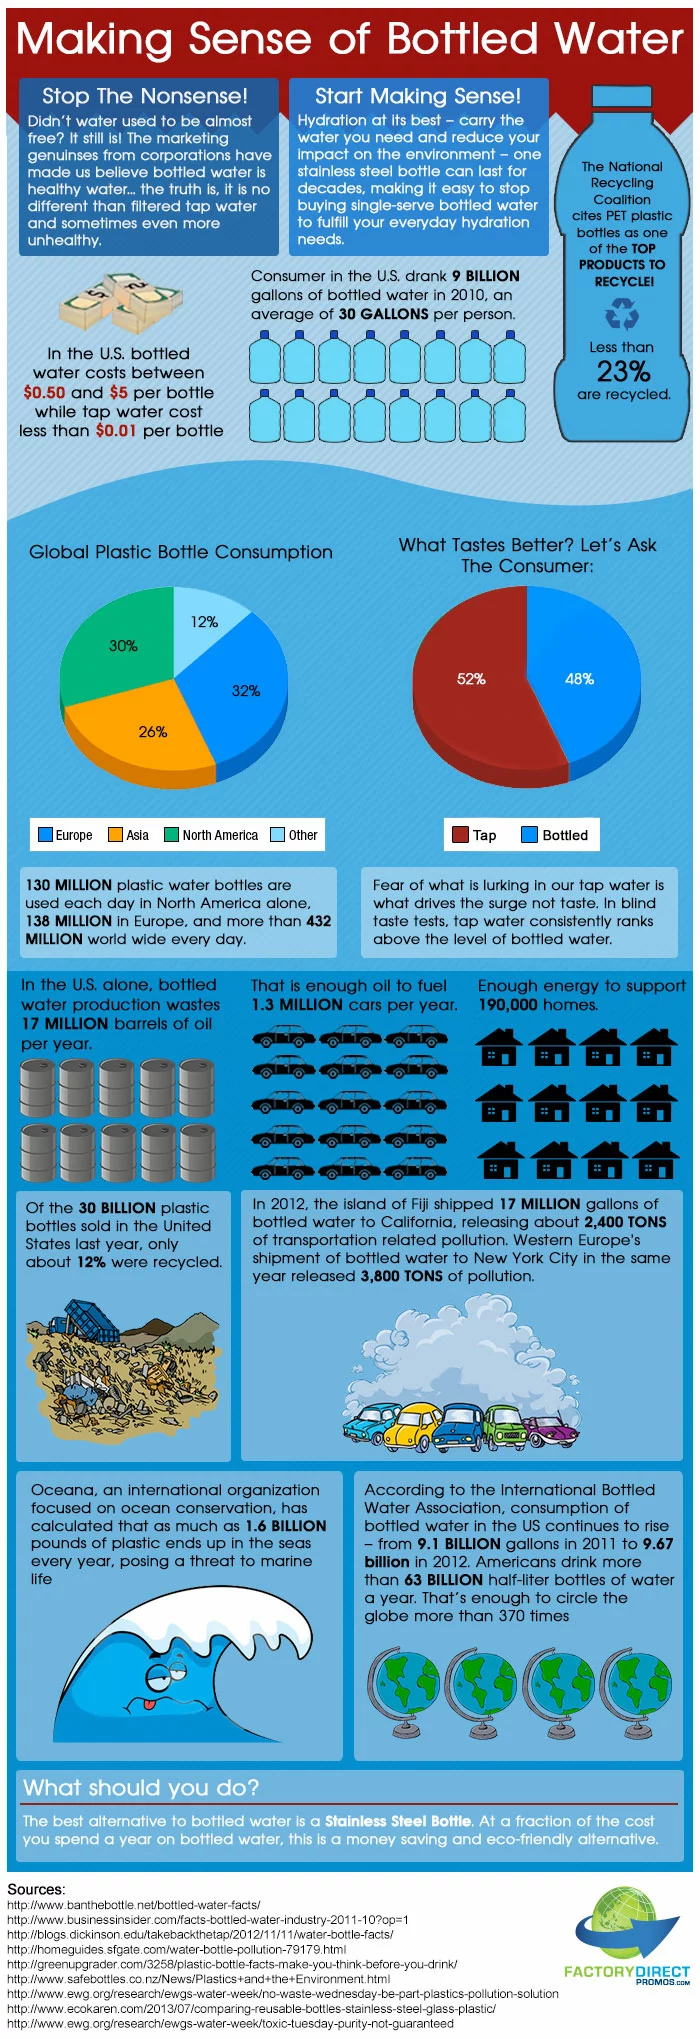 Making Sense of Bottled Water
Stop The Nonsense!
Didn't water used to be almost
free? It still is! The marketing
genuinses from corporations have
made us believe bottled water is
healthy water... the truth is, it is no
different than filtered tap water
and sometimes even more
unhealthy.
Start Making Sense!
Hydration at its best – carry the
water you need and reduce your
impact on the environment – one
stainless steel bottle can last for
decades, making it easy to stop
buying single-serve bottled water
to fulfill your everyday hydration
needs.
The National
Recycling
Coalition
cites PET plastic
bottles as one
of the TOP
PRODUCTS TO
RECYCLE!
Less than
23%
are recycled.
In the U.S. bottled
water costs between
$0.50 and $5 per bottle
while tap water cost
less than $0.01 per bottle
Consumer in the U.S. drank 9 BILLION
gallons of bottled water in 2010, an
average of 30 GALLONS per person.
Global Plastic Bottle Consumption
12%
30%
32%
26%
Europe Asia North America Other
What Tastes Better? Let's Ask
The Consumer:
52%
48%
Tap Bottled
130 MILLION plastic water bottles are
used each day in North America alone,
138 MILLION in Europe, and more than 432
MILLION world wide every day.
Fear of what is lurking in our tap water is
what drives the surge not taste. In blind
taste tests, tap water consistently ranks
above the level of bottled water.
In the U.S. alone, bottled
water production wastes
17 MILLION barrels of oil
per year.
That is enough oil to fuel
1.3 MILLION cars per year.
Enough energy to support
190,000 homes.
Of the 30 BILLION plastic
bottles sold in the United
States last year, only
about 12% were recycled.
In 2012, the island of Fiji shipped 17 MILLION gallons of
bottled water to California, releasing about 2,400 TONS
of transportation related pollution. Western Europe's
shipment of bottled water to New York City in the same
year released 3,800 TONS of pollution.
Oceana, an international organization
focused on ocean conservation, has
calculated that as much as 1.6 BILLION
pounds of plastic ends up in the seas
every year, posing a threat to marine
life
According to the International Bottled
Water Association, consumption of
bottled water in the US continues to rise
– from 9.1 BILLION gallons in 2011 to 9.67
billion in 2012. Americans drink more
than 63 BILLION half-liter bottles of water
a year. That's enough to circle the
globe more than 370 times
What should you do?
The best alternative to bottled water is a Stainless Steel Bottle. At a fraction of the cost
you spend a year on bottled water, this is a money saving and eco-friendly alternative.
Sources:
http://www.banthebottle.net/bottled-water-facts/
http://www.businessinsider.com/facts-bottled-water-industry-2011-10?op=1
http://blogs.dickinson.edu/takebackthetap/2012/11/11/water-bottle-facts/
http://homeguides.sfgate.com/water-bottle-pollution-79179.html
http://greenupgrader.com/3258/plastic-bottle-facts-make-you-think-before-you-drink/
http://www.safebottles.co.nz/News/Plastics+and+the+Environment.html
http://www.ewg.org/research/ewgs-water-week/no-waste-wednesday-be-part-plastics-pollution-solution
http://www.ecokaren.com/2013/07/comparing-reusable-bottles-stainless-steel-glass-plastic/
http://www.ewg.org/research/ewgs-water-week/toxic-tuesday-purity-not-guaranteed
FACTORYDIRECT
PROMOS.COM